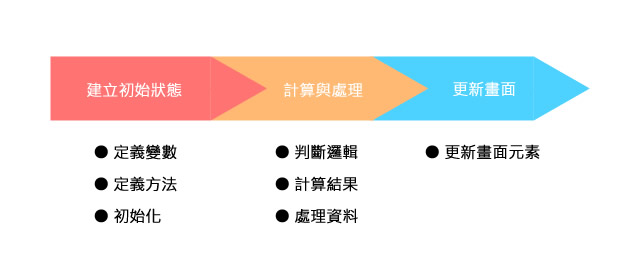 建立初始狀態
計算與處理
更新畫面
● 定義變數
● 定義方法
● 初始化
● 判斷邏輯
● 計算結果
● 處理資料
● 更新畫面元素